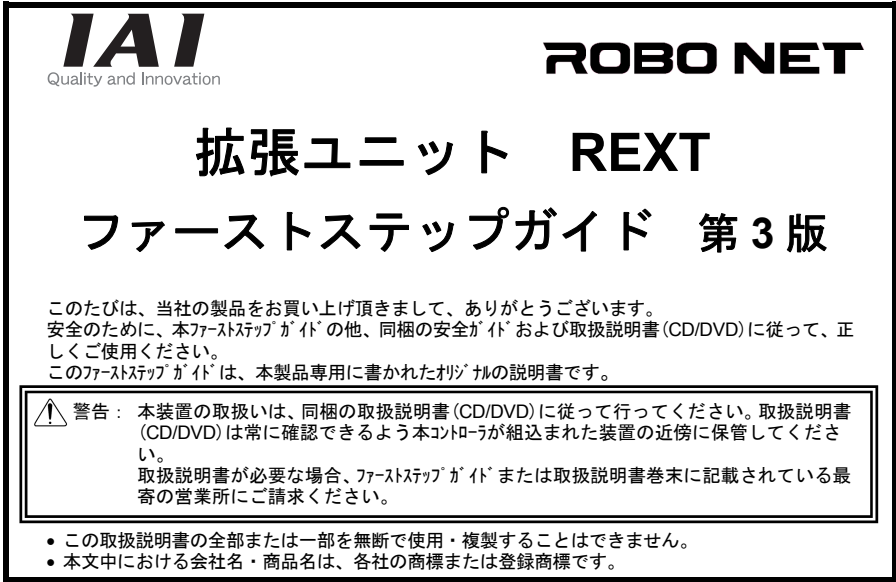 IAI
Quality and Innovation
ROBO NET
拡張ユニット REXT
ファーストステップガイド 第3版
このたびは、当社の製品をお買い上げ頂きまして、ありがとうございます。
安全のために、本ﾌｧｰｽﾄｽﾃｯﾌﾟｶﾞｲﾄﾞの他、同梱の安全ｶﾞｲﾄﾞおよび取扱説明書(CD/DVD)に従って、正
しくご使用ください。
このﾌｧｰｽﾄｽﾃｯﾌﾟｶﾞｲﾄﾞは、本製品専用に書かれたｵﾘｼﾞﾅﾙの説明書です。
警告： 本装置の取扱いは、同梱の取扱説明書(CD/DVD)に従って行ってください。取扱説明書
(CD/DVD)は常に確認できるよう本ｺﾝﾄﾛｰﾗが組込まれた装置の近傍に保管してくださ
い。
取扱説明書が必要な場合、ﾌｧｰｽﾄｽﾃｯﾌﾟｶﾞｲﾄﾞまたは取扱説明書巻末に記載されている最
寄の営業所にご請求ください。
• この取扱説明書の全部または一部を無断で使用・複製することはできません。
• 本文中における会社名・商品名は、各社の商標または登録商標です。